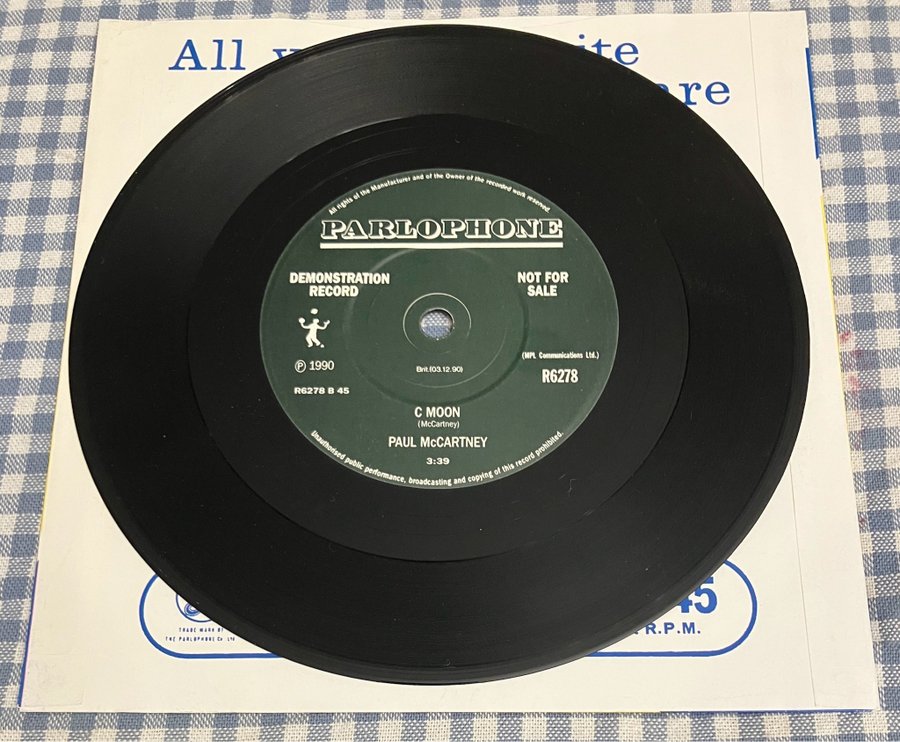 All ite
are
All rights of the Manufacturer and of the Owner of the recorded work reserved.
PARLOPHONE
DEMONSTRATION
RECORD
NOT FOR
SALE
℗ 1990
R6278 B 45
Brit.(03.12.90)
(MPL Communications Ltd.)
R6278
C MOON
(McCartney)
PAUL McCARTNEY
3:39
Unauthorised public performance, broadcasting and copying of this record prohibited.
TRADE MARK OF
THE PARLOPHONE Co Ltd
45
R.P.M.